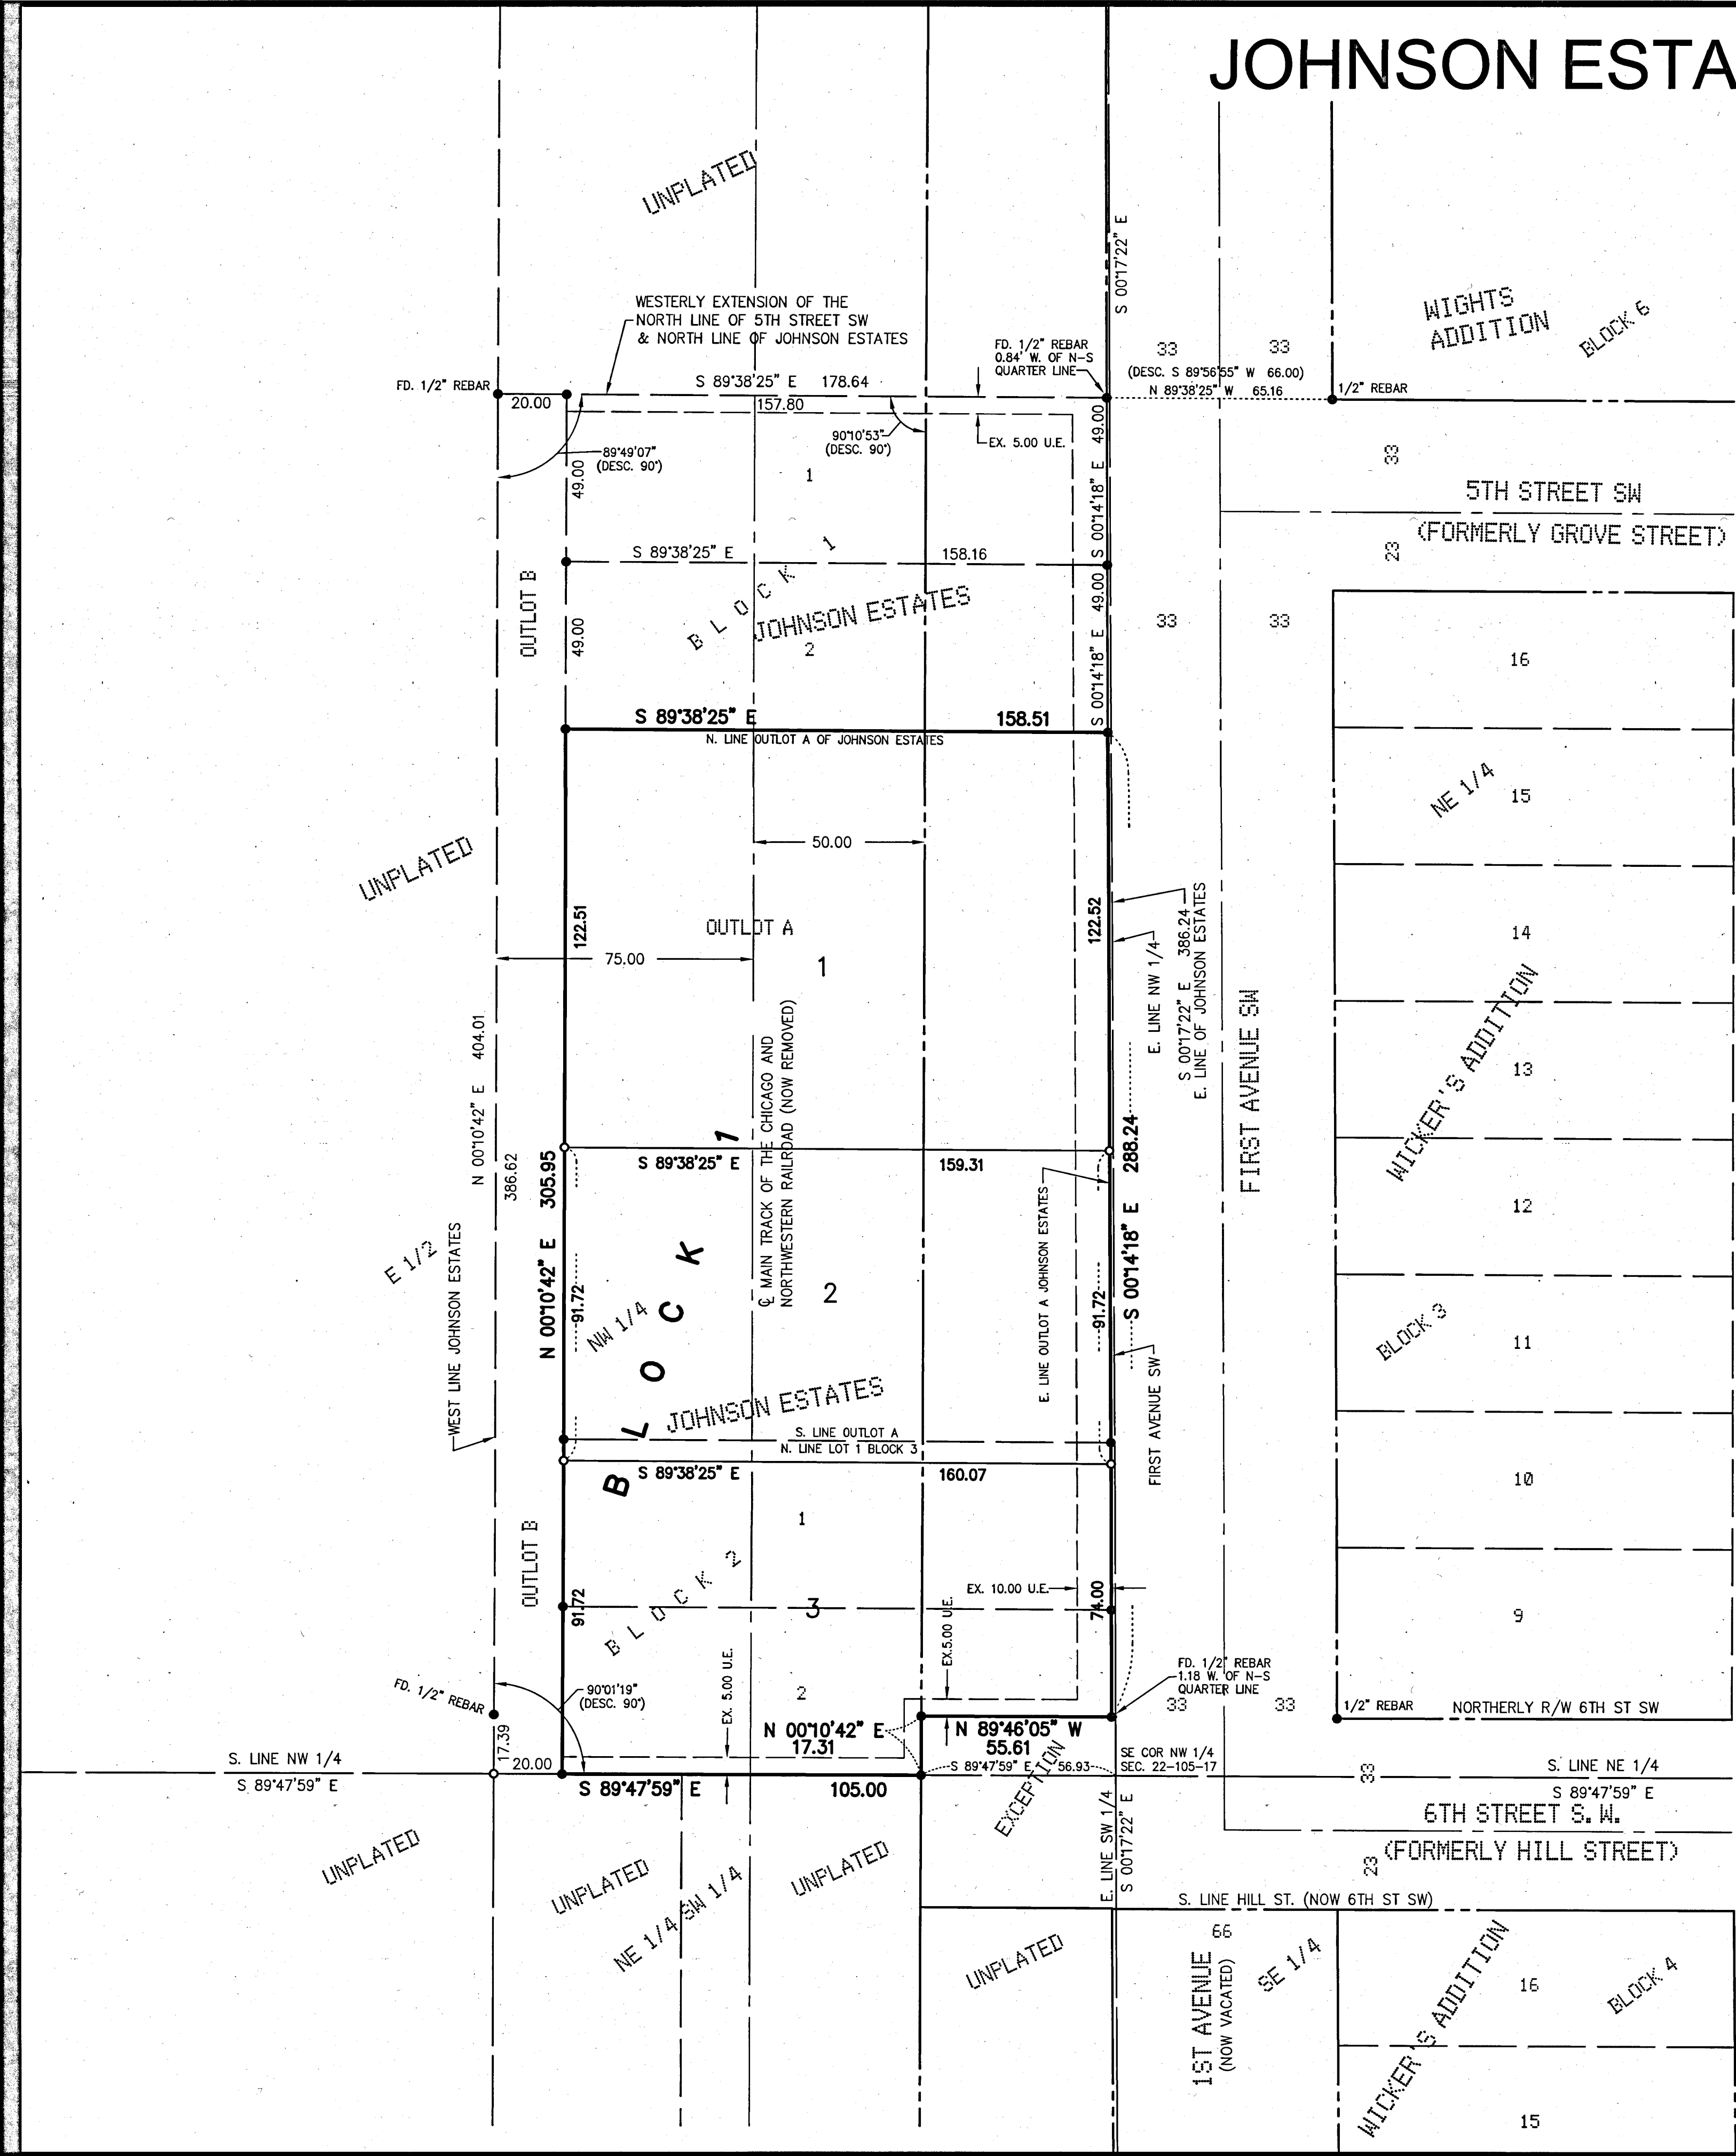 JOHNSON ESTA
UNPLATED
S 00°17'22" E
WIGHTS
ADDITION
BLOCK 6
WESTERLY EXTENSION OF THE
NORTH LINE OF 5TH STREET SW
& NORTH LINE OF JOHNSON ESTATES
FD. 1/2" REBAR
0.84' W. OF N-S
QUARTER LINE
33
33
(DESC. S 89°56'55" W 66.00)
N 89°38'25" W 65.16
1/2" REBAR
FD. 1/2" REBAR
20.00
S 89°38'25" E 178.64
157.80
89°49'07"
(DESC. 90°)
90°10'53"
(DESC. 90°)
EX. 5.00 U.E.
49.00
1
S 00°14'18" E 49.00
33
5TH STREET SW
(FORMERLY GROVE STREET)
23
S 89°38'25" E
158.16
OUTLOT B
49.00
BLOCK 1
JOHNSON ESTATES
2
S 00°14'18" E 49.00
33
33
16
S 89°38'25" E
158.51
N. LINE OUTLOT A OF JOHNSON ESTATES
NE 1/4
15
50.00
UNPLATED
122.51
OUTLOT A
75.00
1
122.52
E. LINE NW 1/4
S 00°17'22" E 386.24
E. LINE OF JOHNSON ESTATES
14
WICKER'S ADDITION
13
FIRST AVENUE SW
N 00°10'42" E 404.01
386.62
℄ MAIN TRACK OF THE CHICAGO AND
NORTHWESTERN RAILROAD (NOW REMOVED)
S 89°38'25" E
159.31
N 00°10'42" E 305.95
S 00°14'18" E 288.24
E. LINE OUTLOT A JOHNSON ESTATES
12
E 1/2
WEST LINE JOHNSON ESTATES
91.72
NW 1/4
2
91.72
BLOCK 3
11
BLOCK 1
FIRST AVENUE SW
JOHNSON ESTATES
S. LINE OUTLOT A
N. LINE LOT 1 BLOCK 3
S 89°38'25" E
160.07
10
OUTLOT B
1
91.72
BLOCK 2
3
EX. 10.00 U.E.
74.00
9
EX.5.00 U.E.
EX. 5.00 U.E.
FD. 1/2" REBAR
1.18 W. OF N-S
QUARTER LINE
FD. 1/2" REBAR
90°01'19"
(DESC. 90°)
2
33
33
1/2" REBAR
NORTHERLY R/W 6TH ST SW
17.39
N 00°10'42" E
17.31
N 89°46'05" W
55.61
S. LINE NW 1/4
S 89°47'59" E
20.00
S 89°47'59" E
105.00
S 89°47'59" E 56.93
SE COR NW 1/4
SEC. 22-105-17
EXCEPTION
33
S. LINE NE 1/4
S 89°47'59" E
6TH STREET S. W.
(FORMERLY HILL STREET)
23
E. LINE SW 1/4
S 00°17'22" E
UNPLATED
UNPLATED
UNPLATED
NE 1/4 SW 1/4
S. LINE HILL ST. (NOW 6TH ST SW)
UNPLATED
66
1ST AVENUE
(NOW VACATED)
SE 1/4
WICKER'S ADDITION
16
BLOCK 4
15